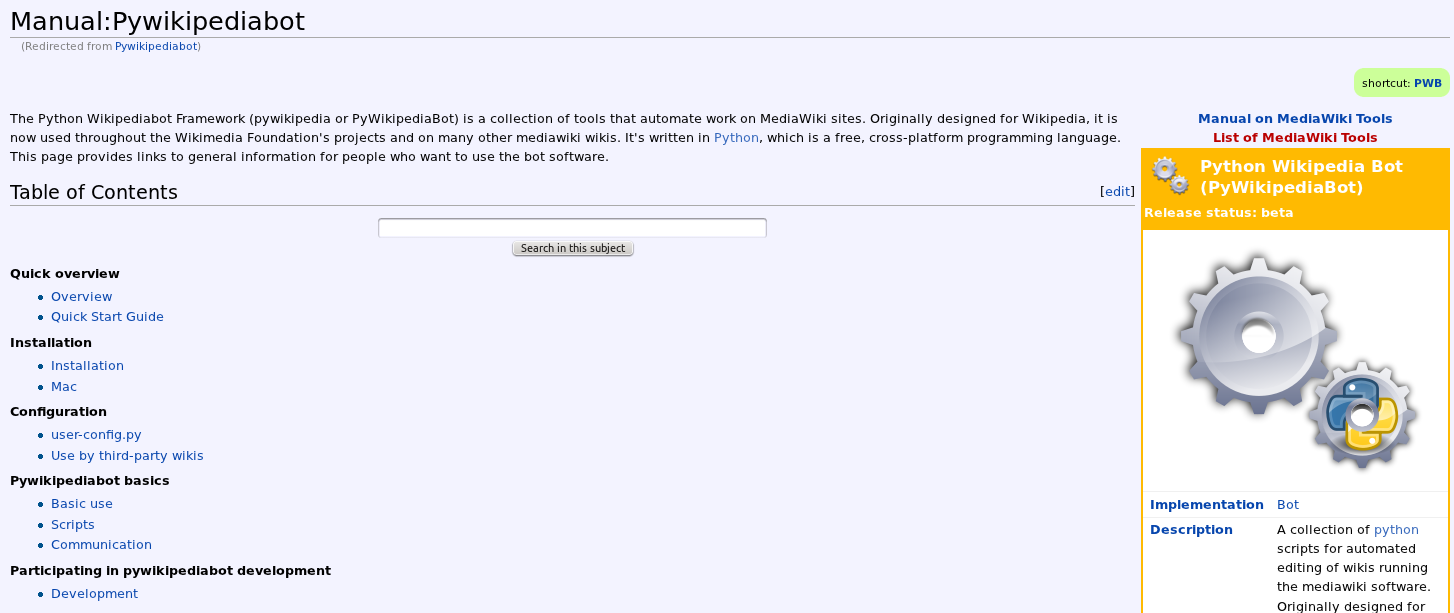 Manual:Pywikipediabot
(Redirected from Pywikipediabot)
shortcut: PWB
The Python Wikipediabot Framework (pywikipedia or PyWikipediaBot) is a collection of tools that automate work on MediaWiki sites. Originally designed for Wikipedia, it is
now used throughout the Wikimedia Foundation's projects and on many other mediawiki wikis. It's written in Python, which is a free, cross-platform programming language.
This page provides links to general information for people who want to use the bot software.
Table of Contents
[edit]
Search in this subject
Quick overview
Overview
Quick Start Guide
Installation
Installation
Mac
Configuration
user-config.py
Use by third-party wikis
Pywikipediabot basics
Basic use
Scripts
Communication
Participating in pywikipediabot development
Development
Manual on MediaWiki Tools
List of MediaWiki Tools
Python Wikipedia Bot
(PyWikipediaBot)
Release status: beta
Implementation Bot
Description A collection of python
scripts for automated
editing of wikis running
the mediawiki software.
Originally designed for